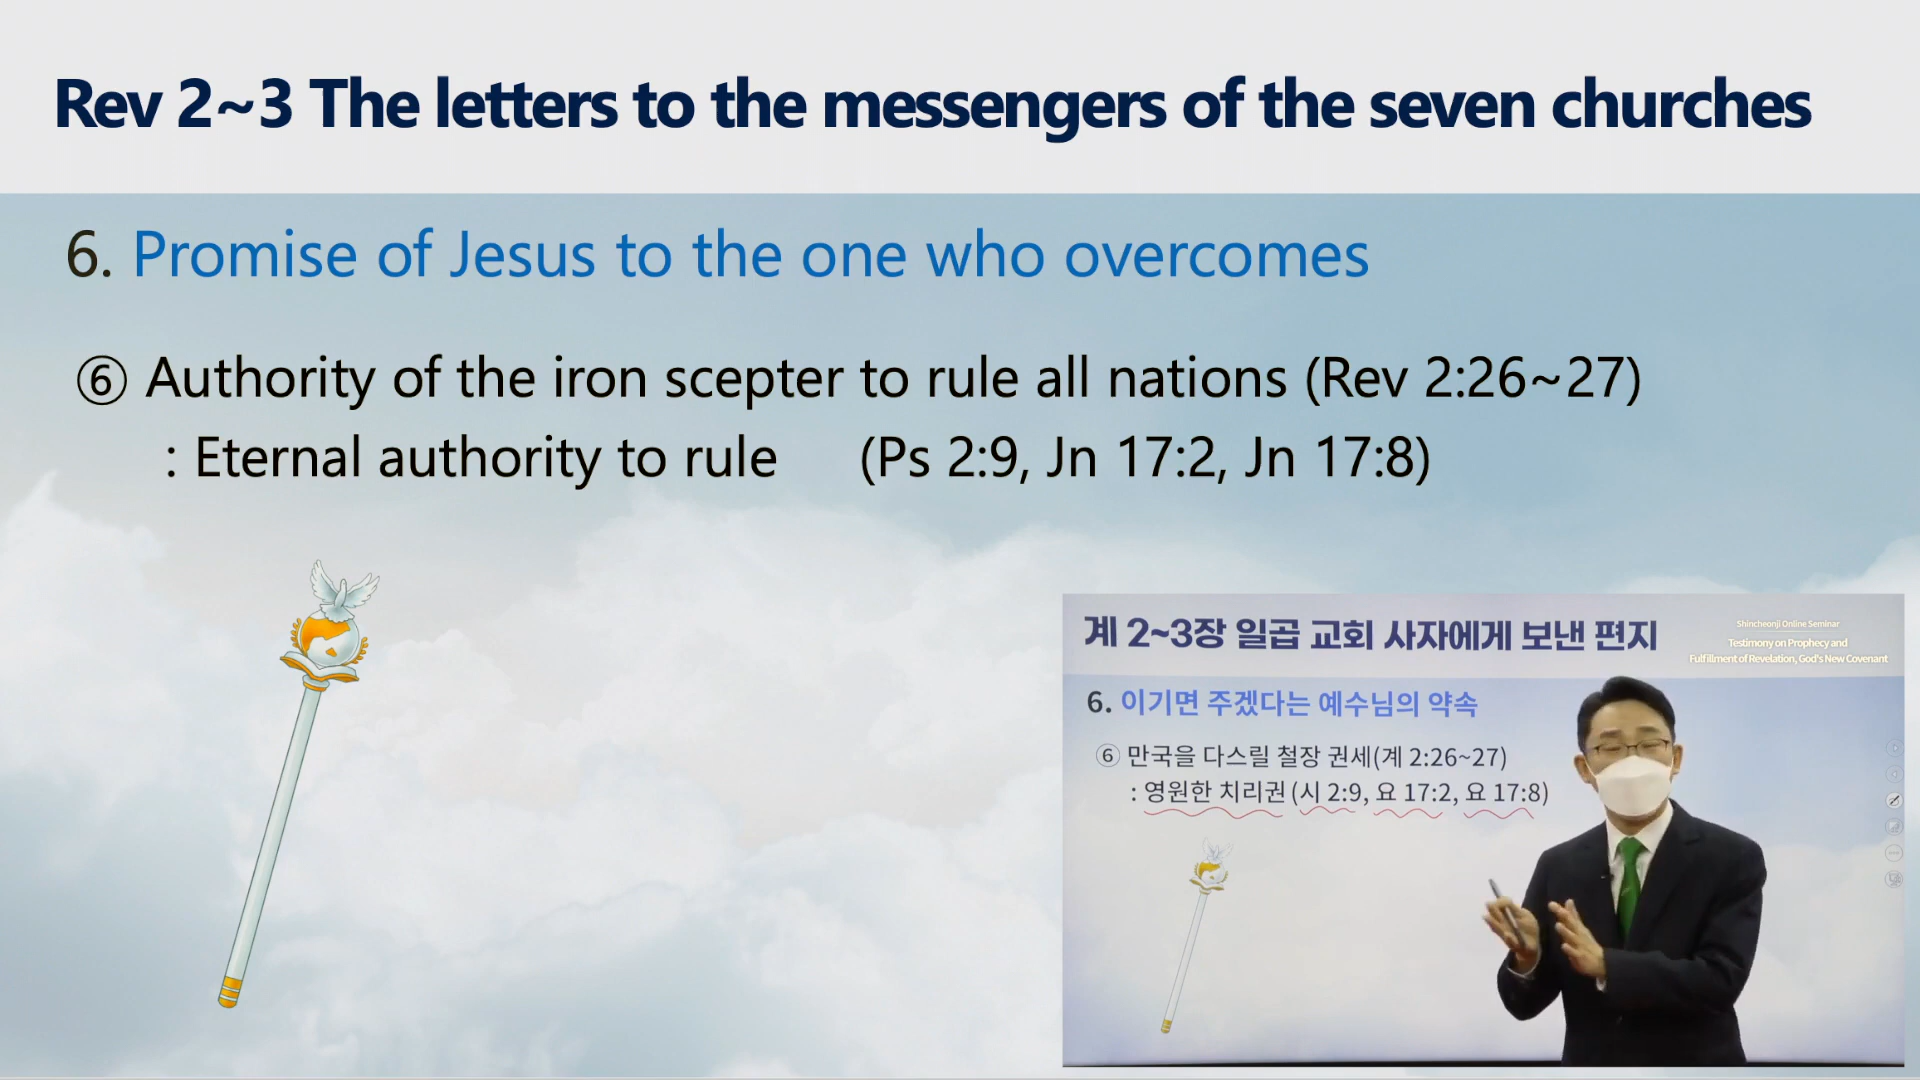 Rev 2~3 The letters to the messengers of the seven churches
6. Promise of Jesus to the one who overcomes
⑥ Authority of the iron scepter to rule all nations (Rev 2:26~27)
: Eternal authority to rule (Ps 2:9, Jn 17:2, Jn 17:8)
계 2~3장 일곱 교회 사자에게 보낸 편지
Shincheonji Online Seminar
Testimony on Prophecy and
Fulfillment of Revelation, God's New Covenant
6. 이기면 주겠다는 예수님의 약속
⑥ 만국을 다스릴 철장 권세(계 2:26~27)
: 영원한 치리권 (시 2:9, 요 17:2, 요 17:8)